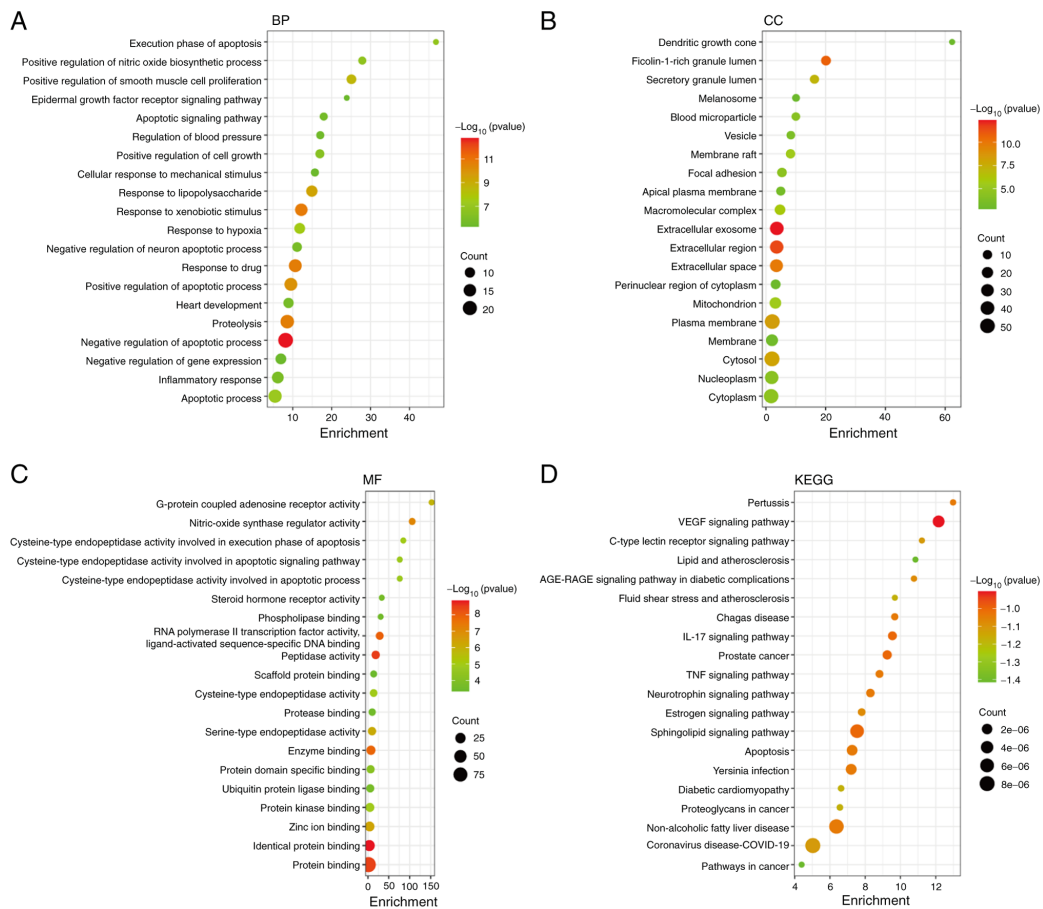 A
BP
Execution phase of apoptosis
Positive regulation of nitric oxide biosynthetic process
Positive regulation of smooth muscle cell proliferation
Epidermal growth factor receptor signaling pathway
Apoptotic signaling pathway
Regulation of blood pressure
Positive regulation of cell growth
Cellular response to mechanical stimulus
Response to lipopolysaccharide
Response to xenobiotic stimulus
Response to hypoxia
Negative regulation of neuron apoptotic process
Response to drug
Positive regulation of apoptotic process
Heart development
Proteolysis
Negative regulation of apoptotic process
Negative regulation of gene expression
Inflammatory response
Apoptotic process
10 20 30 40
Enrichment
−Log10 (pvalue)
11
9
7
Count
10
15
20
B
CC
Dendritic growth cone
Ficolin-1-rich granule lumen
Secretory granule lumen
Melanosome
Blood microparticle
Vesicle
Membrane raft
Focal adhesion
Apical plasma membrane
Macromolecular complex
Extracellular exosome
Extracellular region
Extracellular space
Perinuclear region of cytoplasm
Mitochondrion
Plasma membrane
Membrane
Cytosol
Nucleoplasm
Cytoplasm
0 20 40 60
Enrichment
−Log10 (pvalue)
10.0
7.5
5.0
Count
10
20
30
40
50
C
MF
G-protein coupled adenosine receptor activity
Nitric-oxide synthase regulator activity
Cysteine-type endopeptidase activity involved in execution phase of apoptosis
Cysteine-type endopeptidase activity involved in apoptotic signaling pathway
Cysteine-type endopeptidase activity involved in apoptotic process
Steroid hormone receptor activity
Phospholipase binding
RNA polymerase II transcription factor activity,
ligand-activated sequence-specific DNA binding
Peptidase activity
Scaffold protein binding
Cysteine-type endopeptidase activity
Protease binding
Serine-type endopeptidase activity
Enzyme binding
Protein domain specific binding
Ubiquitin protein ligase binding
Protein kinase binding
Zinc ion binding
Identical protein binding
Protein binding
0 50 100 150
Enrichment
−Log10 (pvalue)
8
7
6
5
4
Count
25
50
75
D
KEGG
Pertussis
VEGF signaling pathway
C-type lectin receptor signaling pathway
Lipid and atherosclerosis
AGE-RAGE signaling pathway in diabetic complications
Fluid shear stress and atherosclerosis
Chagas disease
IL-17 signaling pathway
Prostate cancer
TNF signaling pathway
Neurotrophin signaling pathway
Estrogen signaling pathway
Sphingolipid signaling pathway
Apoptosis
Yersinia infection
Diabetic cardiomyopathy
Proteoglycans in cancer
Non-alcoholic fatty liver disease
Coronavirus disease-COVID-19
Pathways in cancer
4 6 8 10 12
Enrichment
−Log10 (pvalue)
−1.0
−1.2
−1.3
−1.4
Count
2e−06
4e−06
6e−06
8e−06